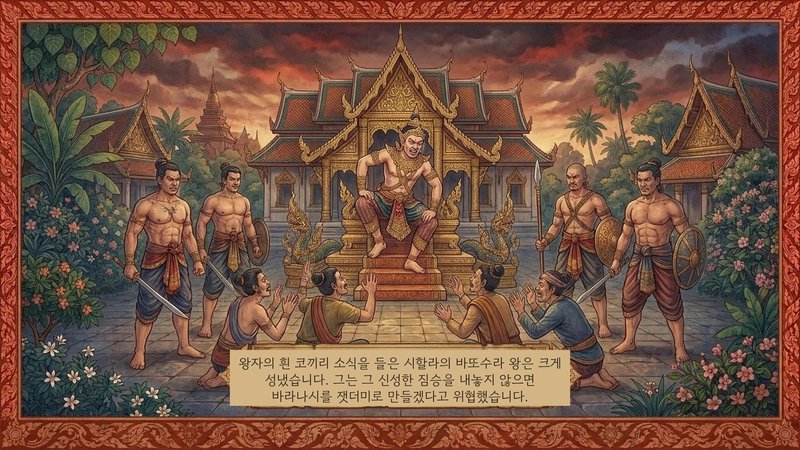 왕자의 흰 코끼리 소식을 들은 시할라의 바또수라 왕은 크게
성냈습니다. 그는 그 신성한 짐승을 내놓지 않으면
바라나시를 잿더미로 만들겠다고 위협했습니다.